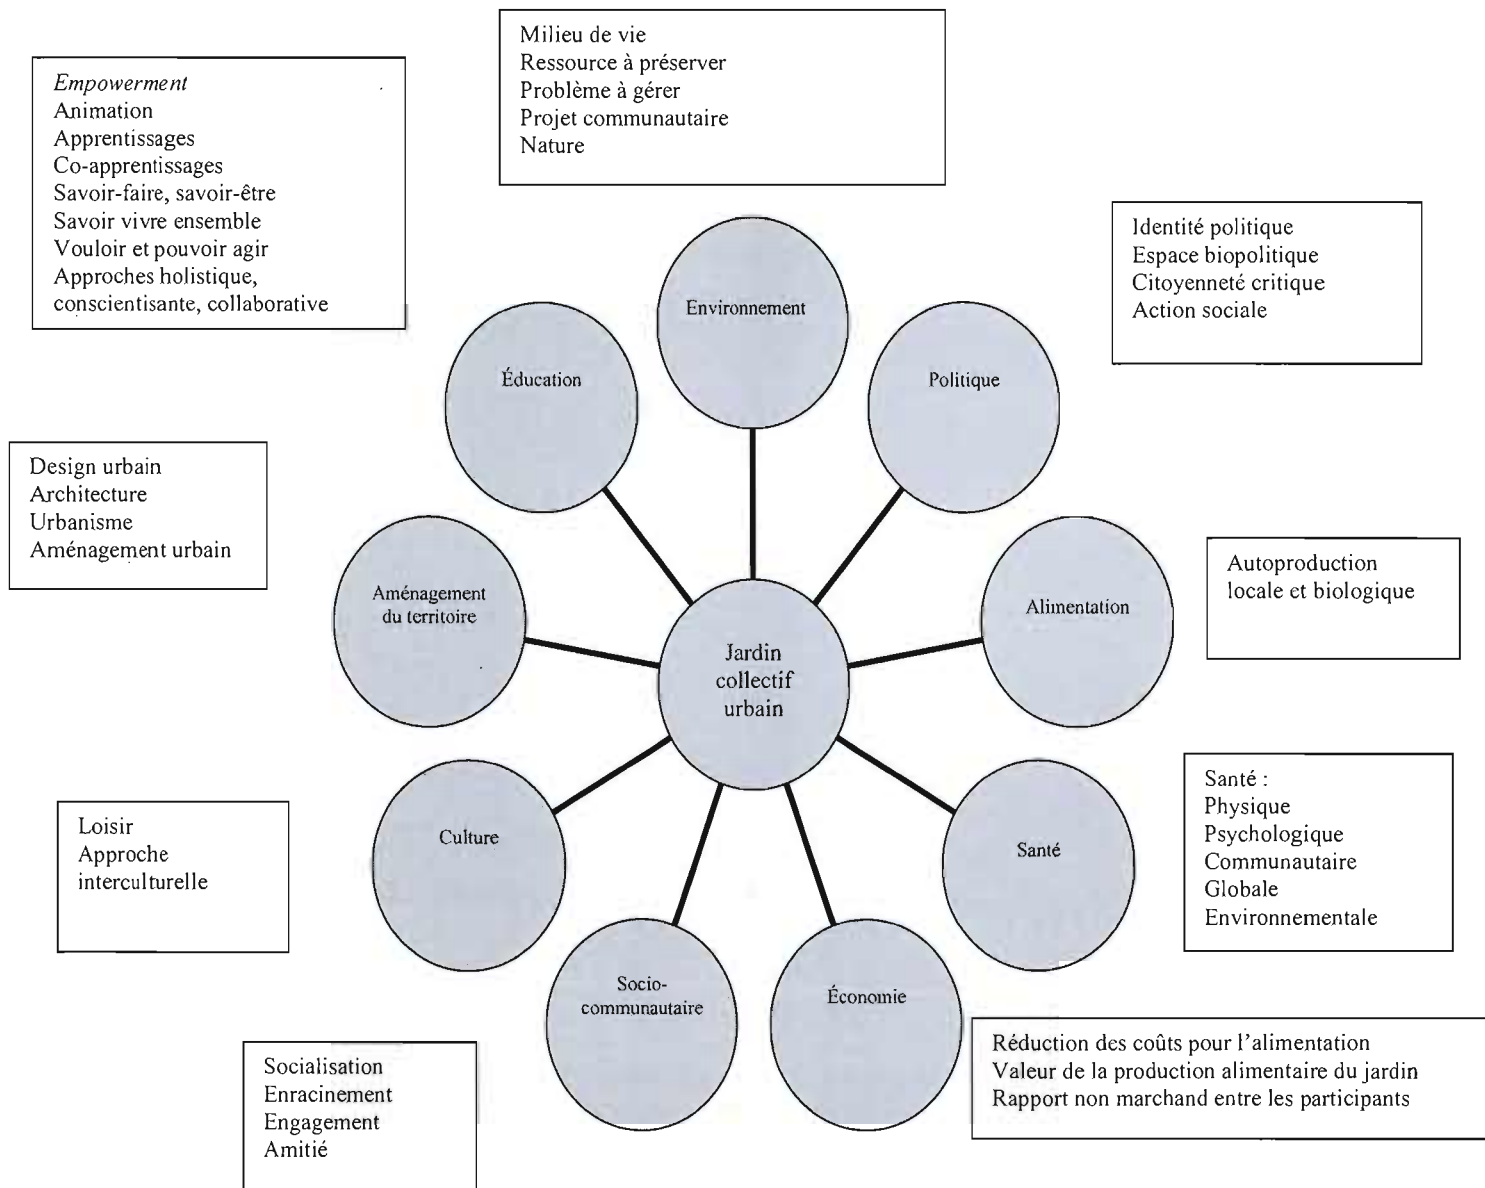 Milieu de vie
Ressource à préserver
Problème à gérer
Projet communautaire
Nature
Empowerment
Animation
Apprentissages
Co-apprentissages
Savoir-faire, savoir-être
Savoir vivre ensemble
Vouloir et pouvoir agir
Approches holistique,
conscientisante, collaborative
Identité politique
Espace biopolitique
Citoyenneté critique
Action sociale
Environnement
Éducation
Politique
Design urbain
Architecture
Urbanisme
Aménagement urbain
Aménagement
du territoire
Alimentation
Autoproduction
locale et biologique
Jardin
collectif
urbain
Loisir
Approche
interculturelle
Culture
Santé
Santé :
Physique
Psychologique
Communautaire
Globale
Environnementale
Socio-
communautaire
Économie
Socialisation
Enracinement
Engagement
Amitié
Réduction des coûts pour l'alimentation
Valeur de la production alimentaire du jardin
Rapport non marchand entre les participants